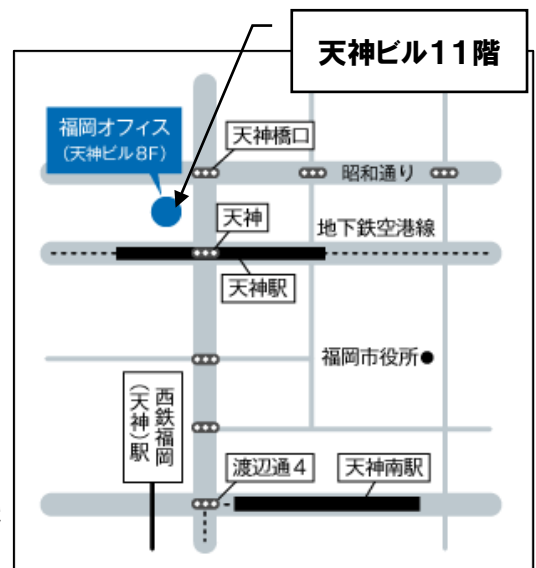 天神ビル11階
福岡オフィス
(天神ビル8F)
天神橋口
昭和通り
天神
地下鉄空港線
天神駅
福岡市役所
西鉄福岡
(天神)駅
渡辺通4
天神南駅